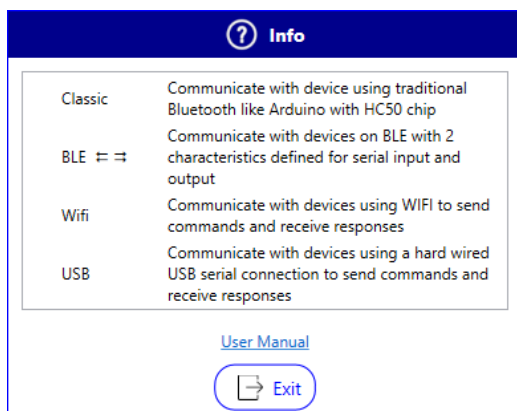 Info
Classic
Communicate with device using traditional
Bluetooth like Arduino with HC50 chip
BLE ⇇ ⇉
Communicate with devices on BLE with 2
characteristics defined for serial input and
output
Wifi
Communicate with devices using WIFI to send
commands and receive responses
USB
Communicate with devices using a hard wired
USB serial connection to send commands and
receive responses
User Manual
Exit